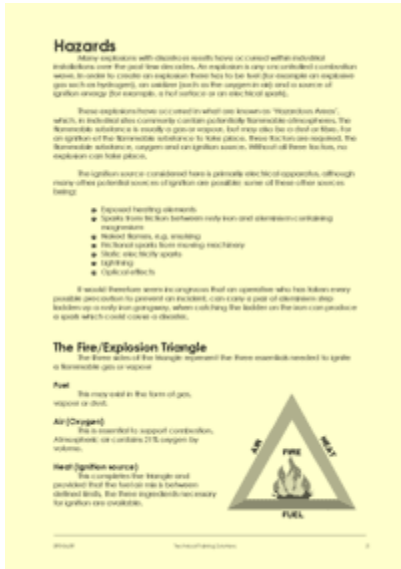 Hazards
Many explosions with disastrous results have occurred within industrial
installations over the past few decades. An explosion is any uncontrolled combustion
wave. In order to create an explosion there has to be fuel (for example an explosive
gas such as hydrogen), an oxidizer (such as the oxygen in air) and a source of
ignition energy (for example, a hot surface or an electrical spark).
These explosions have occurred in what are known as "Hazardous Areas",
which, in industrial sites commonly contain potentially flammable atmospheres. The
flammable substance is usually a gas or vapour, but may also be a dust or fibre. For
an ignition of the flammable substance to take place, three factors are required, the
flammable substance, oxygen and an ignition source. Without all three factors, no
explosion can take place.
The ignition source considered here is primarily electrical apparatus, although
many other potential sources of ignition are possible; some of these other sources
being:
Exposed heating elements
Sparks from friction between rusty iron and aluminium containing
magnesium
Naked flames, e.g. smoking
Frictional sparks from moving machinery
Static electricity sparks
Lightning
Optical effects
It would therefore seem incongruous that an operative who has taken every
possible precaution to prevent an incident, can carry a pair of aluminium step
ladders up a rusty iron gangway, when catching the ladder on the iron can produce
a spark which could cause a disaster.
The Fire/Explosion Triangle
The three sides of the triangle represent the three essentials needed to ignite
a flammable gas or vapour
Fuel
This may exist in the form of gas,
vapour or dust.
Air (Oxygen)
This is essential to support combustion.
Atmospheric air contains 21% oxygen by
volume.
Heat (Ignition source)
This completes the triangle and
provided that the fuel/air mix is between
defined limits, the three ingredients necessary
for ignition are available.
AIR
FIRE
HEAT
FUEL
Technical Training Solutions